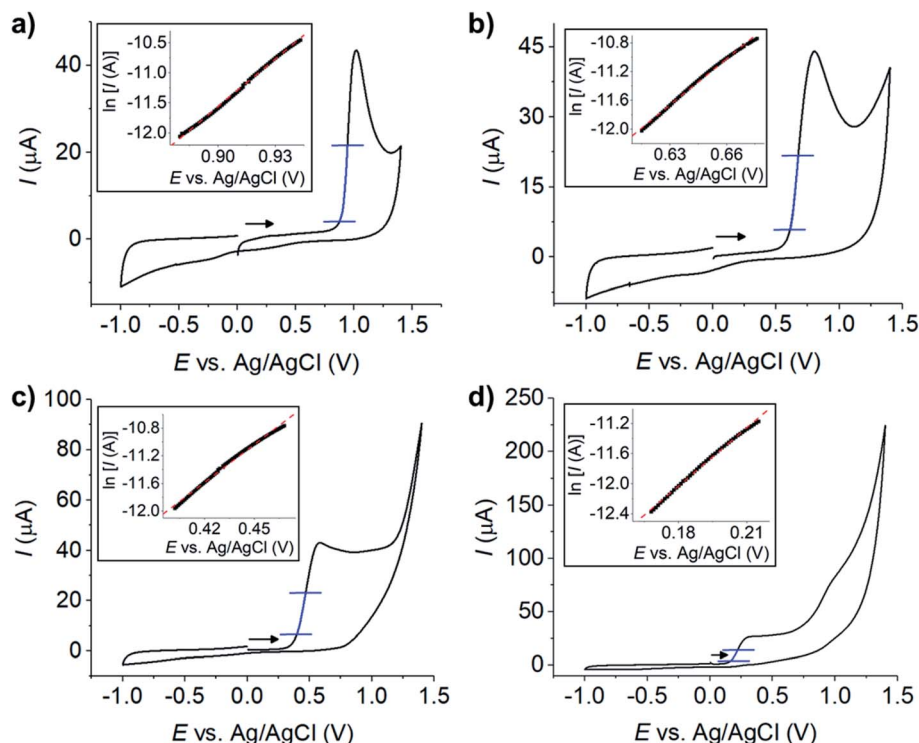 a)
-10.5
-11.0
-11.5
-12.0
ln [I (A)]
0.90 0.93
E vs. Ag/AgCl (V)
40
20
0
I (μA)
-1.0 -0.5 0.0 0.5 1.0 1.5
E vs. Ag/AgCl (V)
b)
-10.8
-11.4
-12.0
ln [I (A)]
0.63 0.66
E vs. Ag/AgCl (V)
45
30
15
0
I (μA)
-1.0 -0.5 0.0 0.5 1.0 1.5
E vs. Ag/AgCl (V)
c)
-10.8
-11.1
-11.4
-11.7
-12.0
ln [I (A)]
0.42 0.45
E vs. Ag/AgCl (V)
100
80
60
40
20
0
I (μA)
-1.0 -0.5 0.0 0.5 1.0 1.5
E vs. Ag/AgCl (V)
d)
-11.2
-11.6
-12.0
-12.4
ln [I (A)]
0.18 0.21
E vs. Ag/AgCl (V)
250
200
150
100
50
0
I (μA)
-1.0 -0.5 0.0 0.5 1.0 1.5
E vs. Ag/AgCl (V)